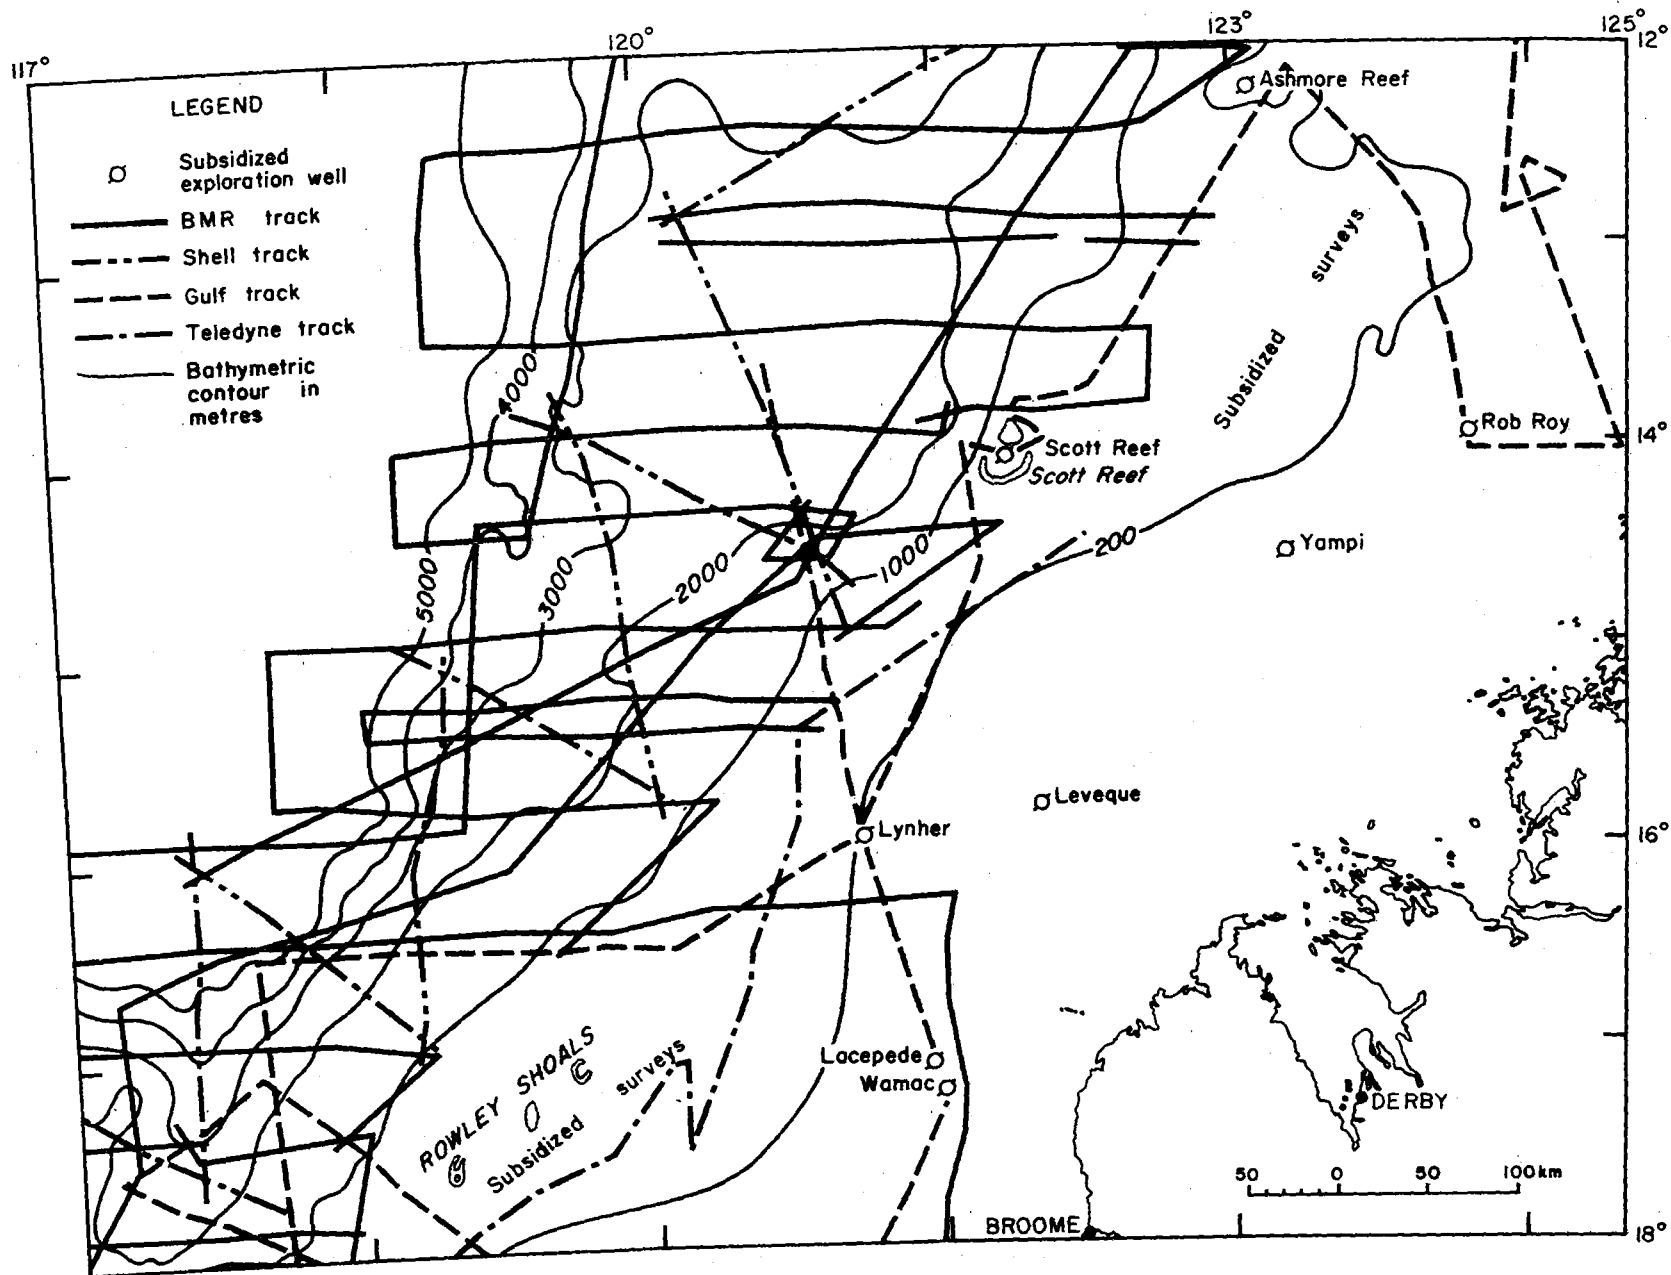 117°
120°
123°
125°
12°
LEGEND
Subsidized
exploration well
BMR track
Shell track
Gulf track
Teledyne track
Bathymetric
contour in
metres
Ashmore Reef
surveys
Subsidized
4000
Rob Roy
14°
Scott Reef
Scott Reef
Yampi
200
1000
2000
3000
5000
Leveque
Lynher
16°
Lacepede
Wamac
ROWLEY SHOALS
surveys
Subsidized
DERBY
50 0 50 100km
BROOME
18°